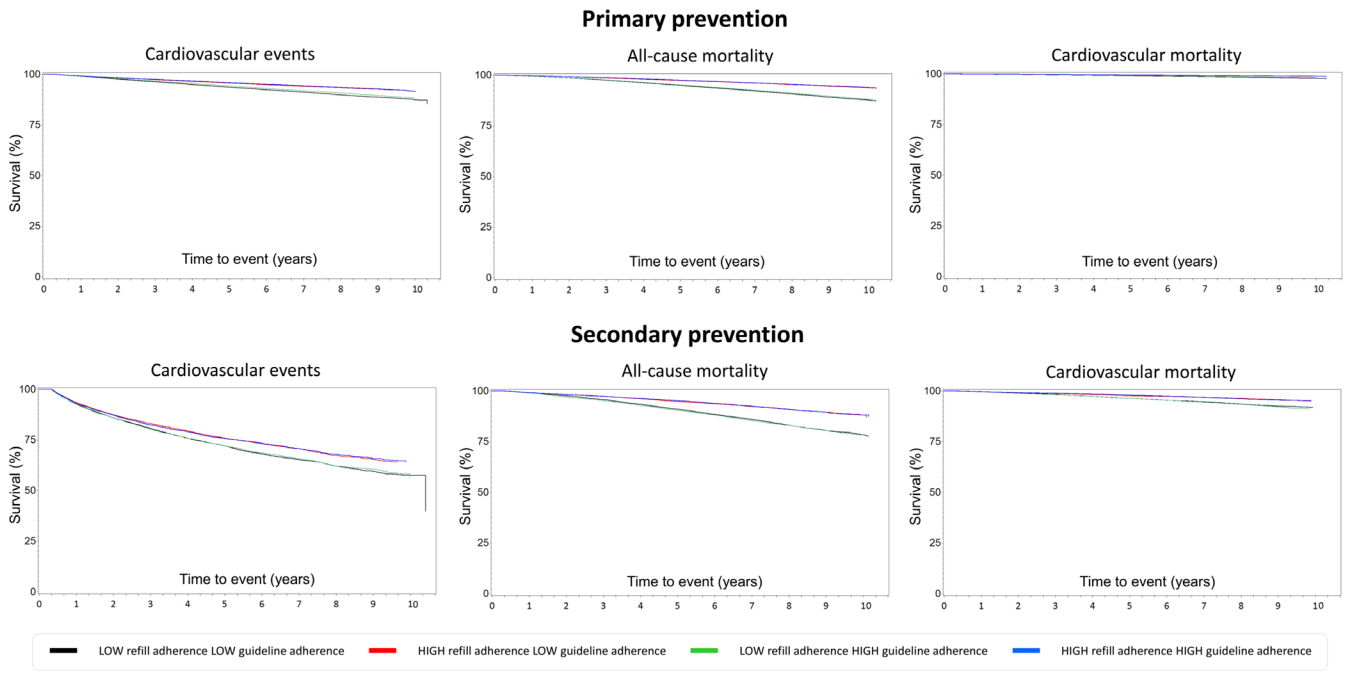 Primary prevention
Cardiovascular events
All-cause mortality
Cardiovascular mortality
100
75
50
25
0
Survival (%)
Time to event (years)
0 1 2 3 4 5 6 7 8 9 10
100
75
50
25
0
Survival (%)
Time to event (years)
0 1 2 3 4 5 6 7 8 9 10
100
75
50
25
0
Survival (%)
Time to event (years)
0 1 2 3 4 5 6 7 8 9 10
Secondary prevention
Cardiovascular events
All-cause mortality
Cardiovascular mortality
100
75
50
25
0
Survival (%)
Time to event (years)
0 1 2 3 4 5 6 7 8 9 10
100
75
50
25
0
Survival (%)
Time to event (years)
0 1 2 3 4 5 6 7 8 9 10
100
75
50
25
0
Survival (%)
Time to event (years)
0 1 2 3 4 5 6 7 8 9 10
LOW refill adherence LOW guideline adherence
HIGH refill adherence LOW guideline adherence
LOW refill adherence HIGH guideline adherence
HIGH refill adherence HIGH guideline adherence